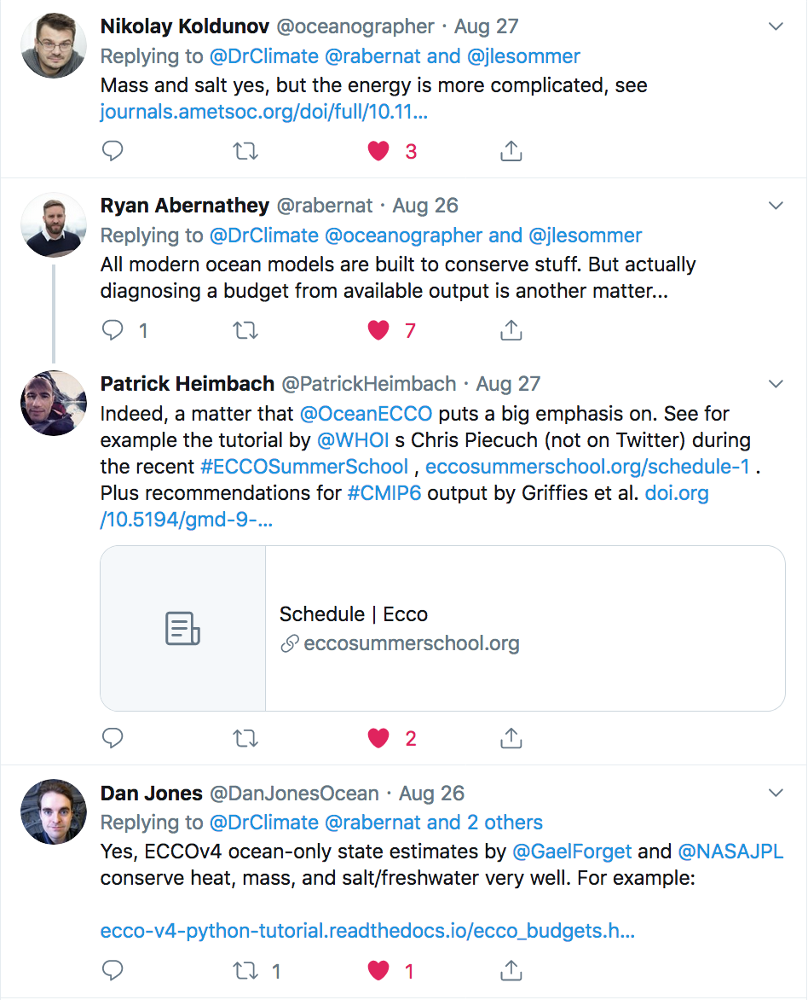 Nikolay Koldunov @oceanographer · Aug 27
Replying to @DrClimate @rabernat and @jlesommer
Mass and salt yes, but the energy is more complicated, see
journals.ametsoc.org/doi/full/10.11...
3
Ryan Abernathey @rabernat · Aug 26
Replying to @DrClimate @oceanographer and @jlesommer
All modern ocean models are built to conserve stuff. But actually
diagnosing a budget from available output is another matter...
1 7
Patrick Heimbach @PatrickHeimbach · Aug 27
Indeed, a matter that @OceanECCO puts a big emphasis on. See for
example the tutorial by @WHOI s Chris Piecuch (not on Twitter) during
the recent #ECCOSummerSchool , eccosummerschool.org/schedule-1 .
Plus recommendations for #CMIP6 output by Griffies et al. doi.org
/10.5194/gmd-9-...
Schedule | Ecco
eccosummerschool.org
2
Dan Jones @DanJonesOcean · Aug 26
Replying to @DrClimate @rabernat and 2 others
Yes, ECCOv4 ocean-only state estimates by @GaelForget and @NASAJPL
conserve heat, mass, and salt/freshwater very well. For example:
ecco-v4-python-tutorial.readthedocs.io/ecco_budgets.h...
1 1